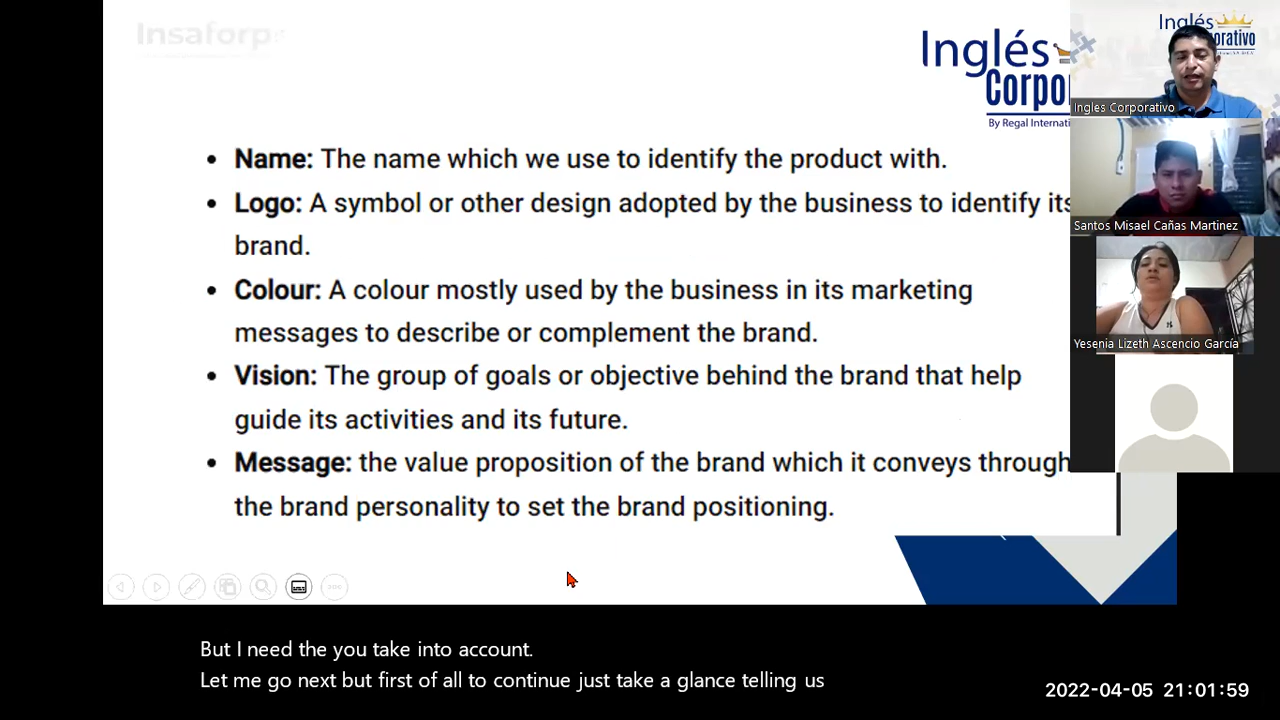 Insaforp
Inglés
Corpo
By Regal Internati
• Name: The name which we use to identify the product with.
• Logo: A symbol or other design adopted by the business to identify its
brand.
• Colour: A colour mostly used by the business in its marketing
messages to describe or complement the brand.
• Vision: The group of goals or objective behind the brand that help
guide its activities and its future.
• Message: the value proposition of the brand which it conveys through
the brand personality to set the brand positioning.
Inglés
orativo
Ingles Corporativo
Santos Misael Cañas Martinez
Yesenia Lizeth Ascencio García
But I need the you take into account.
Let me go next but first of all to continue just take a glance telling us
2022-04-05 21:01:59